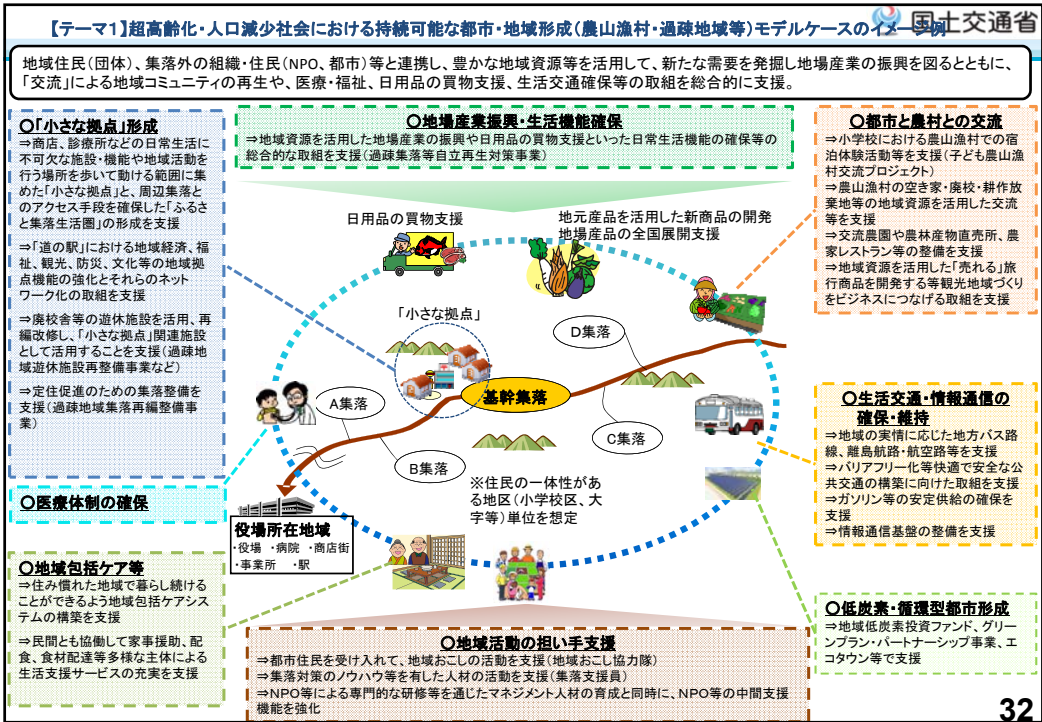 【テーマ１】超高齢化・人口減少社会における持続可能な都市・地域形成（農山漁村・過疎地域等）モデルケースのイメージ例
国土交通省
地域住民（団体）、集落外の組織・住民（NPO、都市）等と連携し、豊かな地域資源等を活用して、新たな需要を発掘し地場産業の振興を図るとともに、
「交流」による地域コミュニティの再生や、医療・福祉、日用品の買物支援、生活交通確保等の取組を総合的に支援。
○「小さな拠点」形成
⇒商店、診療所などの日常生活に
不可欠な施設・機能や地域活動を
行う場所を歩いて動ける範囲に集
めた「小さな拠点」と、周辺集落と
のアクセス手段を確保した「ふるさ
と集落生活圏」の形成を支援
⇒「道の駅」における地域経済、福
祉、観光、防災、文化等の地域拠
点機能の強化とそれらのネット
ワーク化の取組を支援
⇒廃校舎等の遊休施設を活用、再
編改修し、「小さな拠点」関連施設
として活用することを支援（過疎地
域遊休施設再整備事業など）
⇒定住促進のための集落整備を
支援（過疎地域集落再編整備事
業）
○地場産業振興・生活機能確保
⇒地域資源を活用した地場産業の振興や日用品の買物支援といった日常生活機能の確保等の
総合的な取組を支援（過疎集落等自立再生対策事業）
○都市と農村との交流
⇒小学校における農山漁村での宿
泊体験活動等を支援（子ども農山漁
村交流プロジェクト）
⇒農山漁村の空き家・廃校・耕作放
棄地等の地域資源を活用した交流
等を支援
⇒交流農園や農林産物直売所、農
家レストラン等の整備を支援
⇒地域資源を活用した「売れる」旅
行商品を開発する等観光地域づくり
をビジネスにつなげる取組を支援
日用品の買物支援
地元産品を活用した新商品の開発
地場産品の全国展開支援
「小さな拠点」
D集落
基幹集落
A集落
B集落
C集落
※住民の一体性があ
る地区（小学校区、大
字等）単位を想定
○生活交通・情報通信の
確保・維持
⇒地域の実情に応じた地方バス路
線、離島航路・航空路等を支援
⇒バリアフリー化等快適で安全な公
共交通の構築に向けた取組を支援
⇒ガソリン等の安定供給の確保を
支援
⇒情報通信基盤の整備を支援
○医療体制の確保
役場所在地域
・役場 ・病院 ・商店街
・事業所 ・駅
○地域包括ケア等
⇒住み慣れた地域で暮らし続ける
ことができるよう地域包括ケアシス
テムの構築を支援
⇒民間とも協働して家事援助、配
食、食材配達等多様な主体による
生活支援サービスの充実を支援
○地域活動の担い手支援
⇒都市住民を受け入れて、地域おこしの活動を支援（地域おこし協力隊）
⇒集落対策のノウハウ等を有した人材の活動を支援（集落支援員）
⇒NPO等による専門的な研修等を通じたマネジメント人材の育成と同時に、NPO等の中間支援
機能を強化
○低炭素・循環型都市形成
⇒地域低炭素投資ファンド、グリー
ンプラン・パートナーシップ事業、エ
コタウン等で支援
32